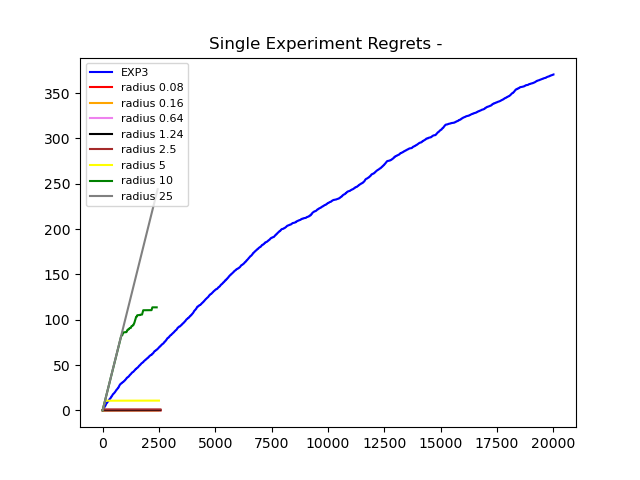 Single Experiment Regrets -
EXP3
radius 0.08
radius 0.16
radius 0.64
radius 1.24
radius 2.5
radius 5
radius 10
radius 25
350
300
250
200
150
100
50
0
0 2500 5000 7500 10000 12500 15000 17500 20000